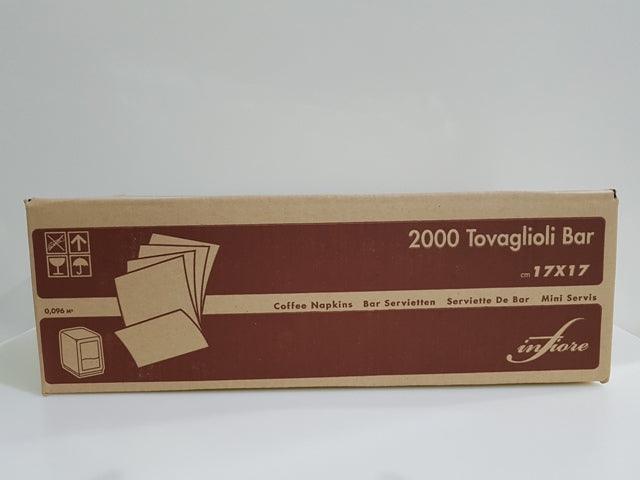 2000 Tovaglioli Bar
cm 17X17
0,096 M³
Coffee Napkins Bar Servietten Serviette De Bar Mini Servis
infiore